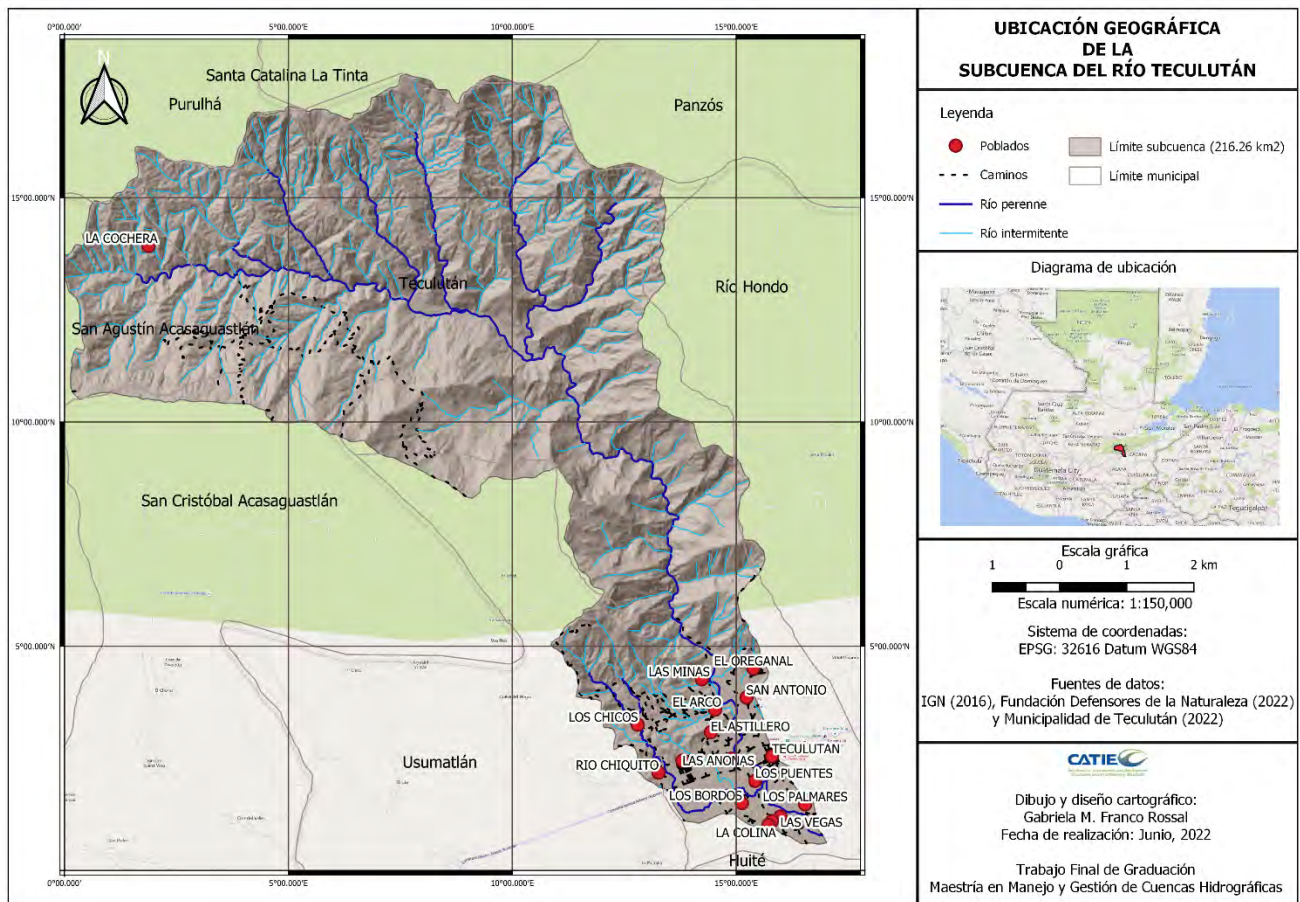 0°00.000'N
5°00.000'N
10°00.000'N
15°00.000'N
N
Santa Catalina La Tinta
Purulhá
Panzós
15°00.000'N
15°00.000'N
LA COCHERA
Teculután
Río Hondo
San Agustín Acasaguastlán
10°00.000'N
10°00.000'N
San Cristóbal Acasaguastlán
5°00.000'N
5°00.000'N
EL OREGANAL
LAS MINAS
SAN ANTONIO
EL ARCO
LOS CHICOS
EL ASTILLERO
TECULUTAN
Usumatlán
RIO CHIQUITO
LAS ANONAS
LOS PUENTES
LOS BORDOS
LOS PALMARES
LAS VEGAS
LA COLINA
Huité
0°00.000'N
5°00.000'N
10°00.000'N
15°00.000'N
UBICACIÓN GEOGRÁFICA
DE LA
SUBCUENCA DEL RÍO TECULUTÁN
Leyenda
Poblados
Límite subcuenca (216.26 km2)
Caminos
Límite municipal
Río perenne
Río intermitente
Diagrama de ubicación
Guatemala City
Tegucigalpa
Escala gráfica
1 0 1 2 km
Escala numérica: 1:150,000
Sistema de coordenadas:
EPSG: 32616 Datum WGS84
Fuentes de datos:
IGN (2016), Fundación Defensores de la Naturaleza (2022)
y Municipalidad de Teculután (2022)
CATIE
Dibujo y diseño cartográfico:
Gabriela M. Franco Rossal
Fecha de realización: Junio, 2022
Trabajo Final de Graduación
Maestría en Manejo y Gestión de Cuencas Hidrográficas